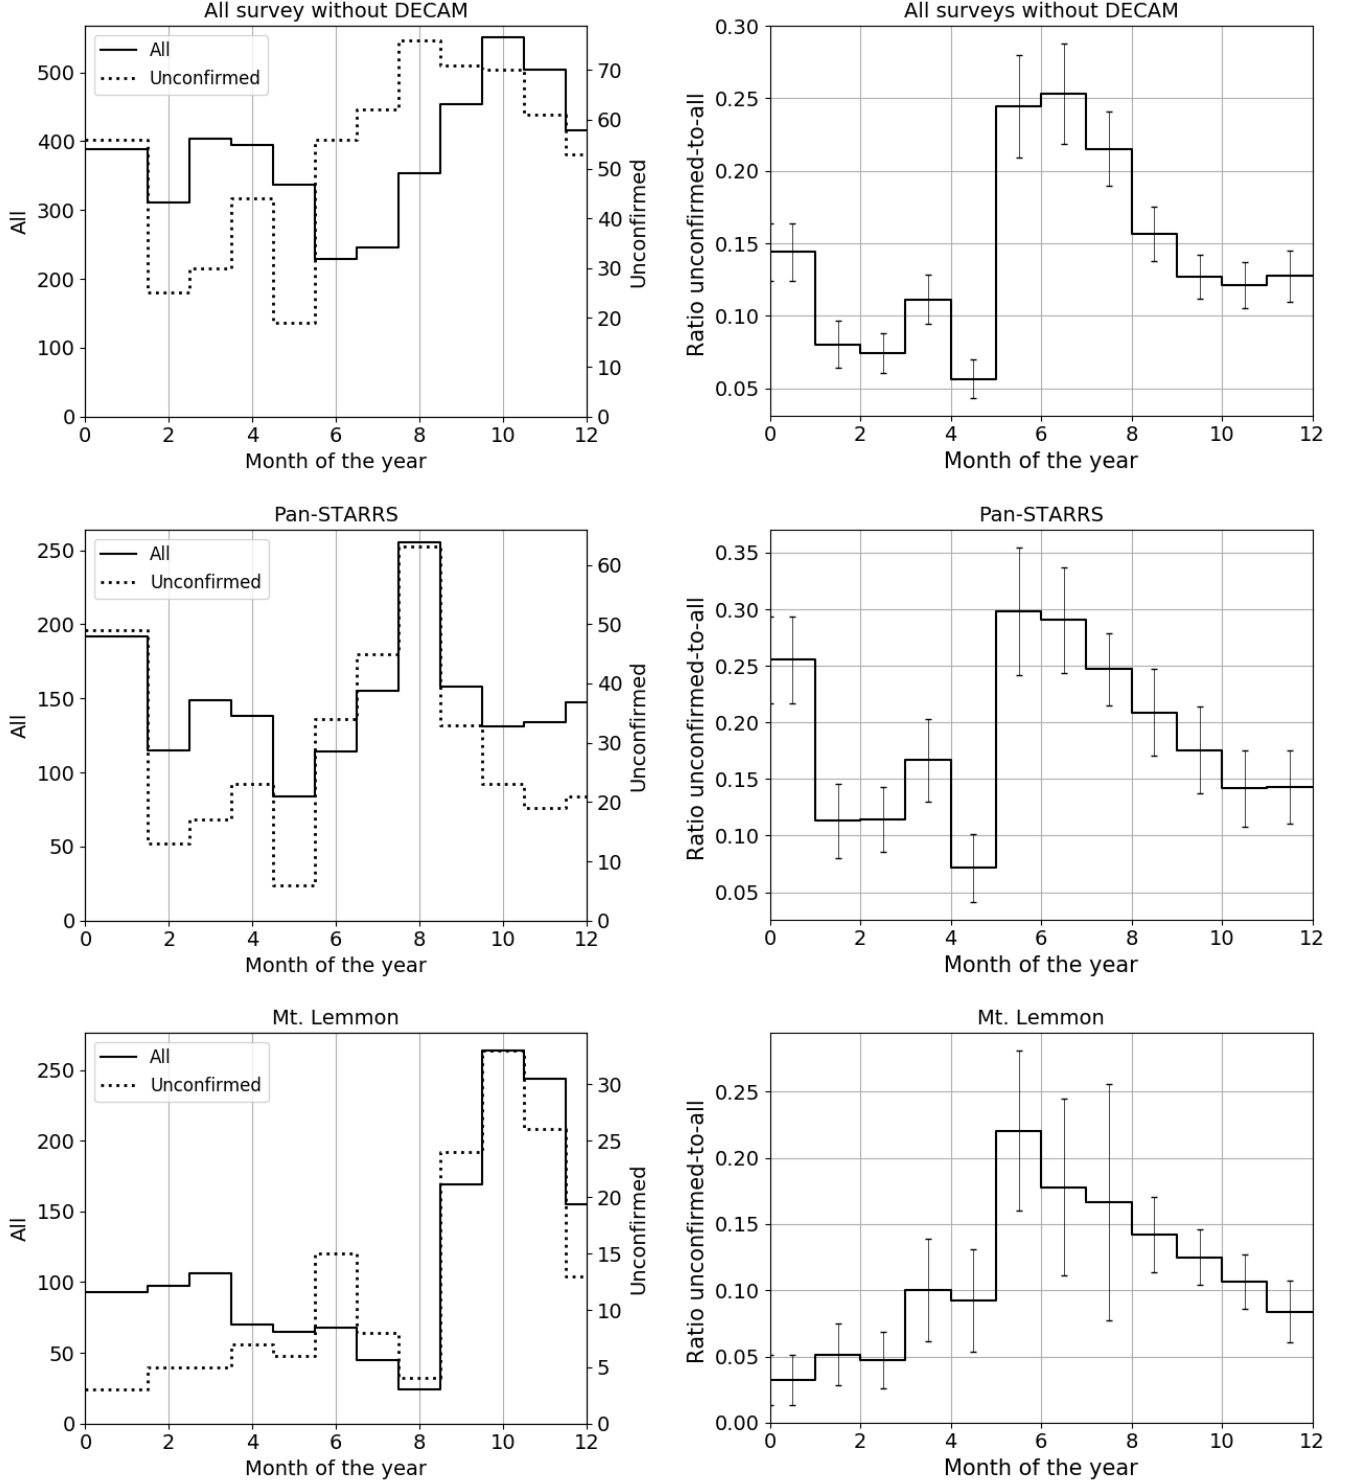 All survey without DECAM
All
Unconfirmed
500
400
300
200
100
0
All
70
60
50
40
30
20
10
0
Unconfirmed
0 2 4 6 8 10 12
Month of the year
All surveys without DECAM
0.30
0.25
0.20
0.15
0.10
0.05
Ratio unconfirmed-to-all
0 2 4 6 8 10 12
Month of the year
Pan-STARRS
All
Unconfirmed
250
200
150
100
50
0
All
60
50
40
30
20
10
0
Unconfirmed
0 2 4 6 8 10 12
Month of the year
Pan-STARRS
0.35
0.30
0.25
0.20
0.15
0.10
0.05
Ratio unconfirmed-to-all
0 2 4 6 8 10 12
Month of the year
Mt. Lemmon
All
Unconfirmed
250
200
150
100
50
0
All
30
25
20
15
10
5
0
Unconfirmed
0 2 4 6 8 10 12
Month of the year
Mt. Lemmon
0.25
0.20
0.15
0.10
0.05
0.00
Ratio unconfirmed-to-all
0 2 4 6 8 10 12
Month of the year